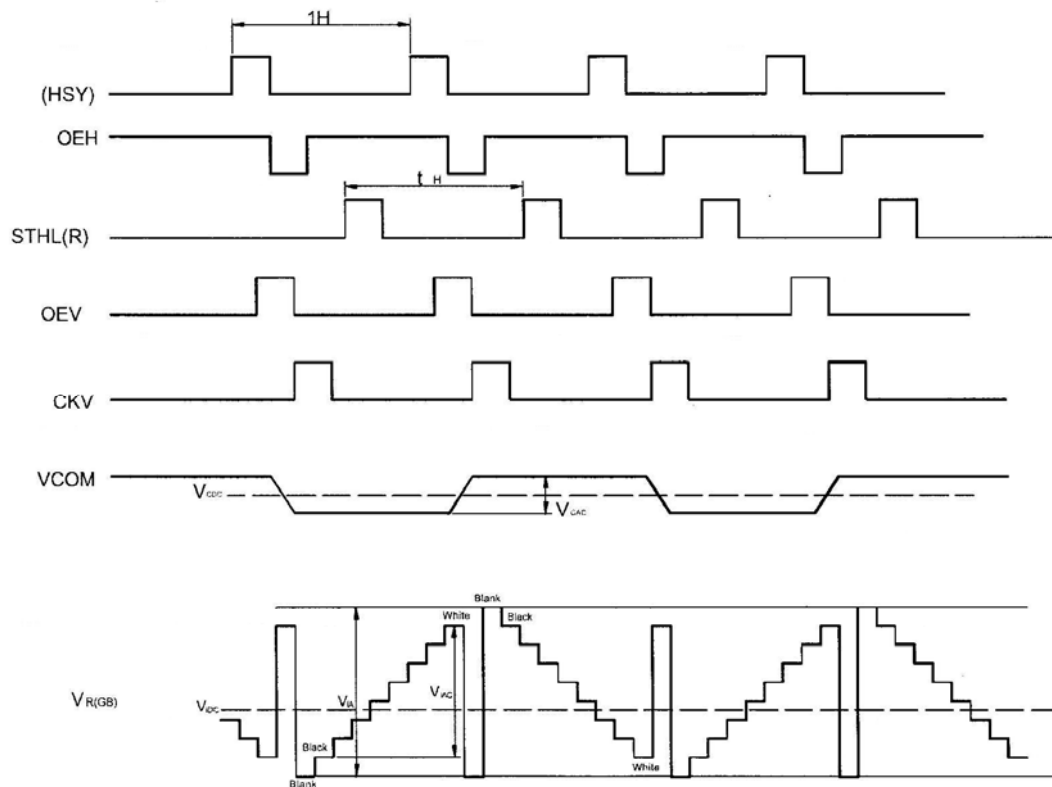 1H
(HSY)
OEH
t H
STHL(R)
OEV
CKV
VCOM
VCDC
VCAC
Blank
White
Black
VR(GB)
VIA
VIAC
VIDC
Black
White
Blank